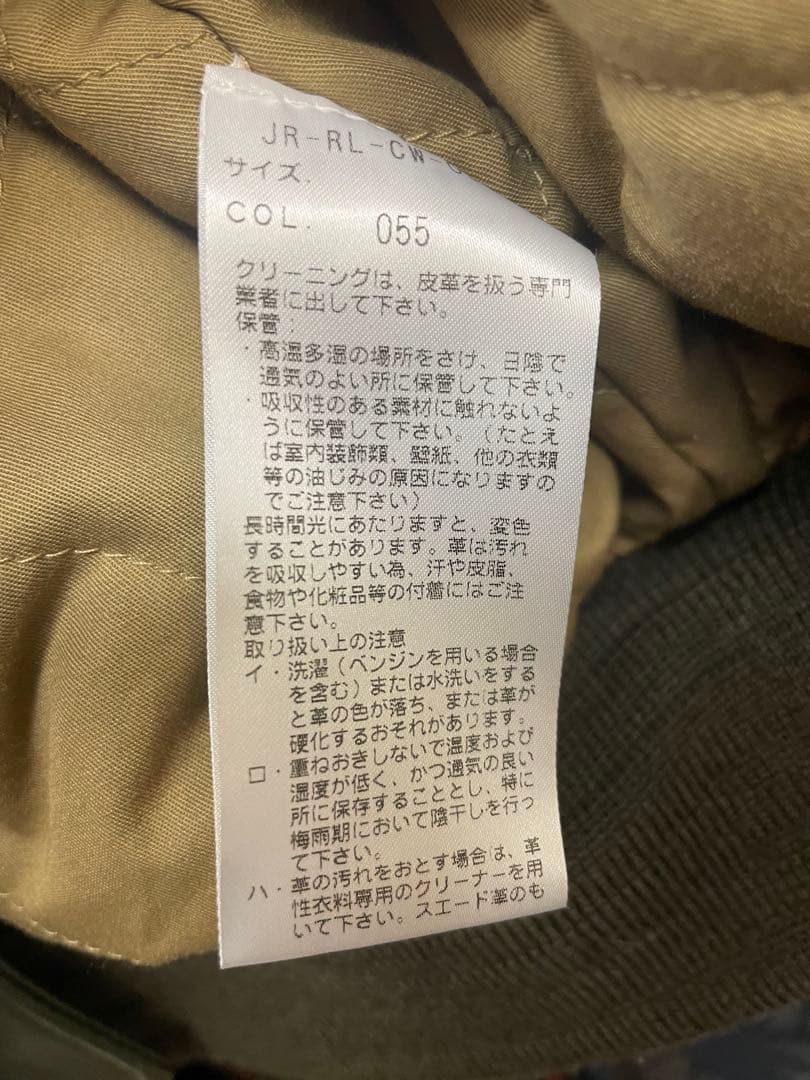 JR-RL-CW-
サイズ.
COL. 055
クリーニングは、皮革を扱う専門
業者に出して下さい。
保管：
・高温多湿の場所をさけ、日陰で
通気のよい所に保管して下さい。
・吸収性のある素材に触れないよ
うに保管して下さい。（たとえ
ば室内装飾類、壁紙、他の衣類
等の油じみの原因になりますの
でご注意下さい）
長時間光にあたりますと、変色
することがあります。革は汚れ
を吸収しやすい為、汗や皮脂、
食物や化粧品等の付着にはご注
意下さい。
取り扱い上の注意
イ・洗濯（ベンジンを用いる場合
を含む）または水洗いをする
と革の色が落ち、または革が
硬化するおそれがあります。
ロ・重ねおきしないで温度および
湿度が低く、かつ通気の良い
所に保存することとし、特に
梅雨期において陰干しを行っ
て下さい。
ハ・革の汚れをおとす場合は、革
性衣料専用のクリーナーを用
いて下さい。スエード革のも